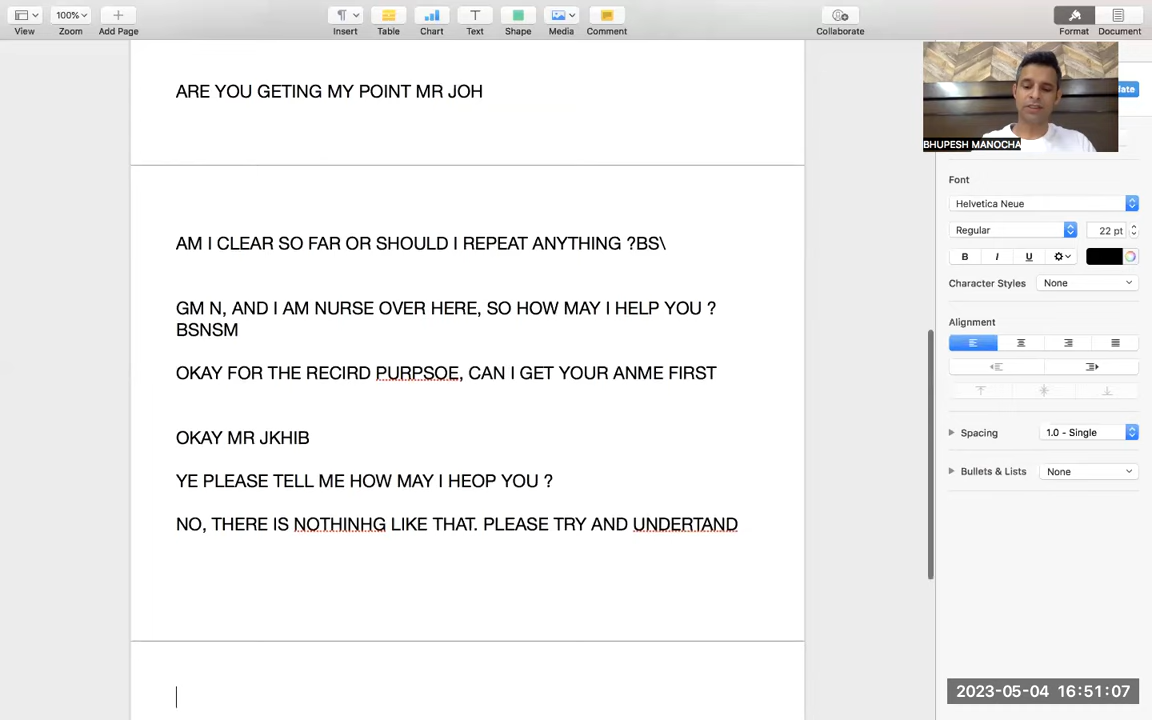 100%
View
Zoom
Add Page
Insert
Table
Chart
Text
Shape
Media
Comment
Collaborate
Format
Document
ARE YOU GETING MY POINT MR JOH
AM I CLEAR SO FAR OR SHOULD I REPEAT ANYTHING ?BS\
GM N, AND I AM NURSE OVER HERE, SO HOW MAY I HELP YOU ?
BSNSM
OKAY FOR THE RECIRD PURPSOE, CAN I GET YOUR ANME FIRST
OKAY MR JKHIB
YE PLEASE TELL ME HOW MAY I HEOP YOU ?
NO, THERE IS NOTHINHG LIKE THAT. PLEASE TRY AND UNDERTAND
BHUPESH MANOCHA
Font
Helvetica Neue
Regular
22 pt
B I U
Character Styles None
Alignment
Spacing 1.0 - Single
Bullets & Lists None
2023-05-04 16:51:07